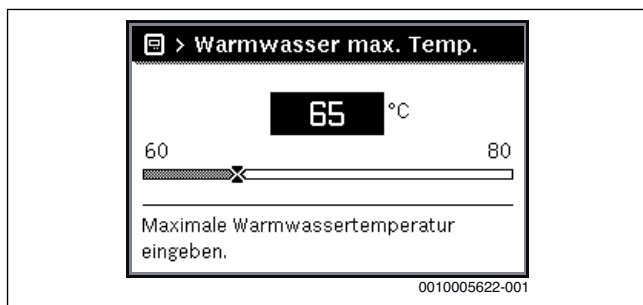 > Warmwasser max. Temp.
65 °C
60 80
Maximale Warmwassertemperatur
eingeben.
0010005622-001